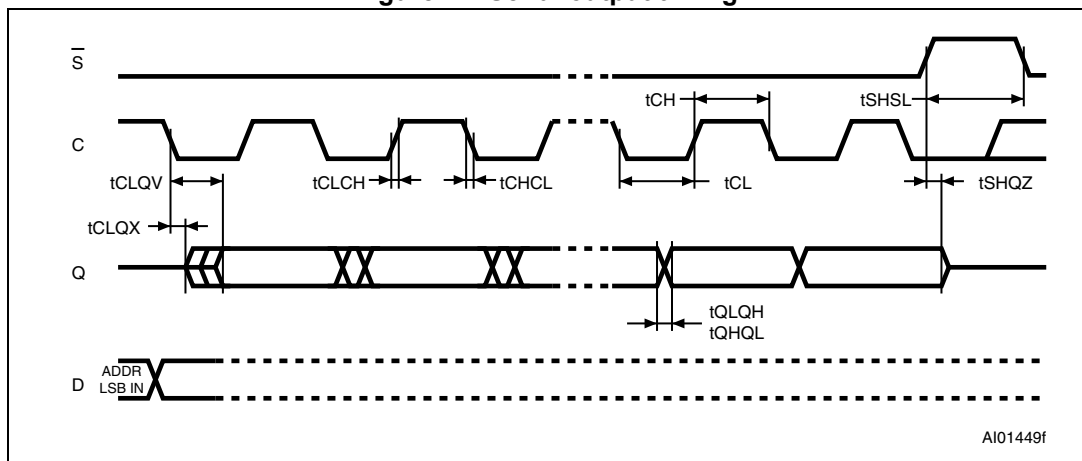 S
tCH
tSHSL
C
tCLQV
tCLCH
tCHCL
tCL
tSHQZ
tCLQX
Q
tQLQH
tQHQL
D
ADDR
LSB IN
AI01449f